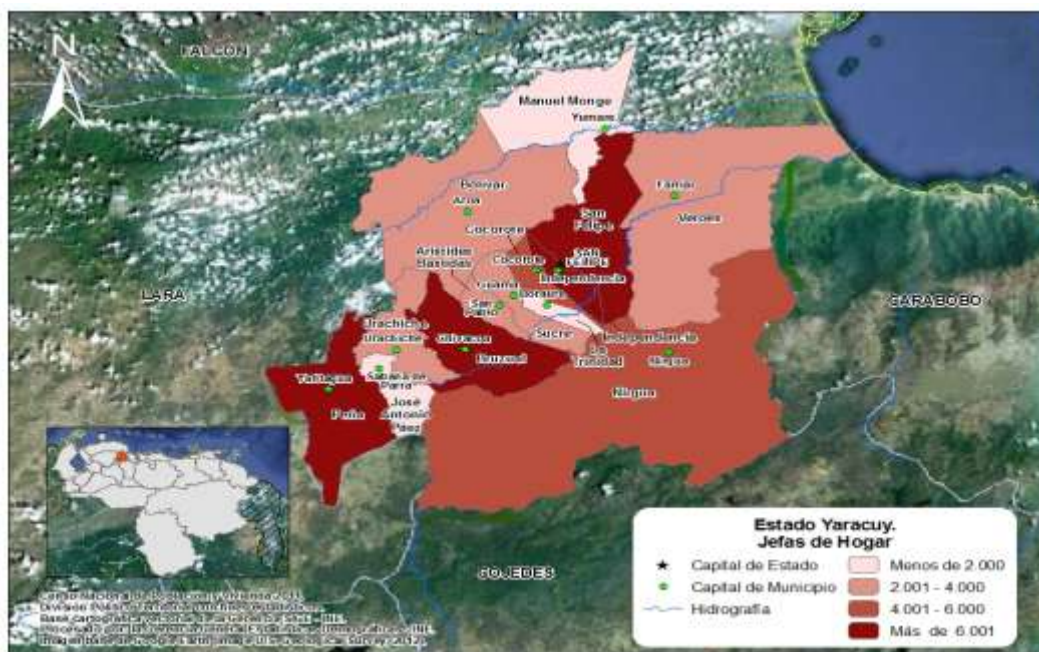 N
FALCON
Manuel Monge
Yumare
Bolívar
Aroa
Farriar
Veroes
San
Felipe
Cocorote
SAN
FELIPE
Arístides
Bastidas
Cocorote
Independencia
Guama
Boraure
San
Pablo
LARA
CARABOBO
Urachiche
Urachiche
Sucre
Independencia
La
Trinidad
Chivacoa
Bruzual
Nirgua
Sabana de
Parra
Yaritagua
Nirgua
Peña
José
Antonio
Páez
COJEDES
Estado Yaracuy.
Jefas de Hogar
Capital de Estado
Capital de Municipio
Hidrografía
Menos de 2.000
2.001 - 4.000
4.001 - 6.000
Más de 6.001